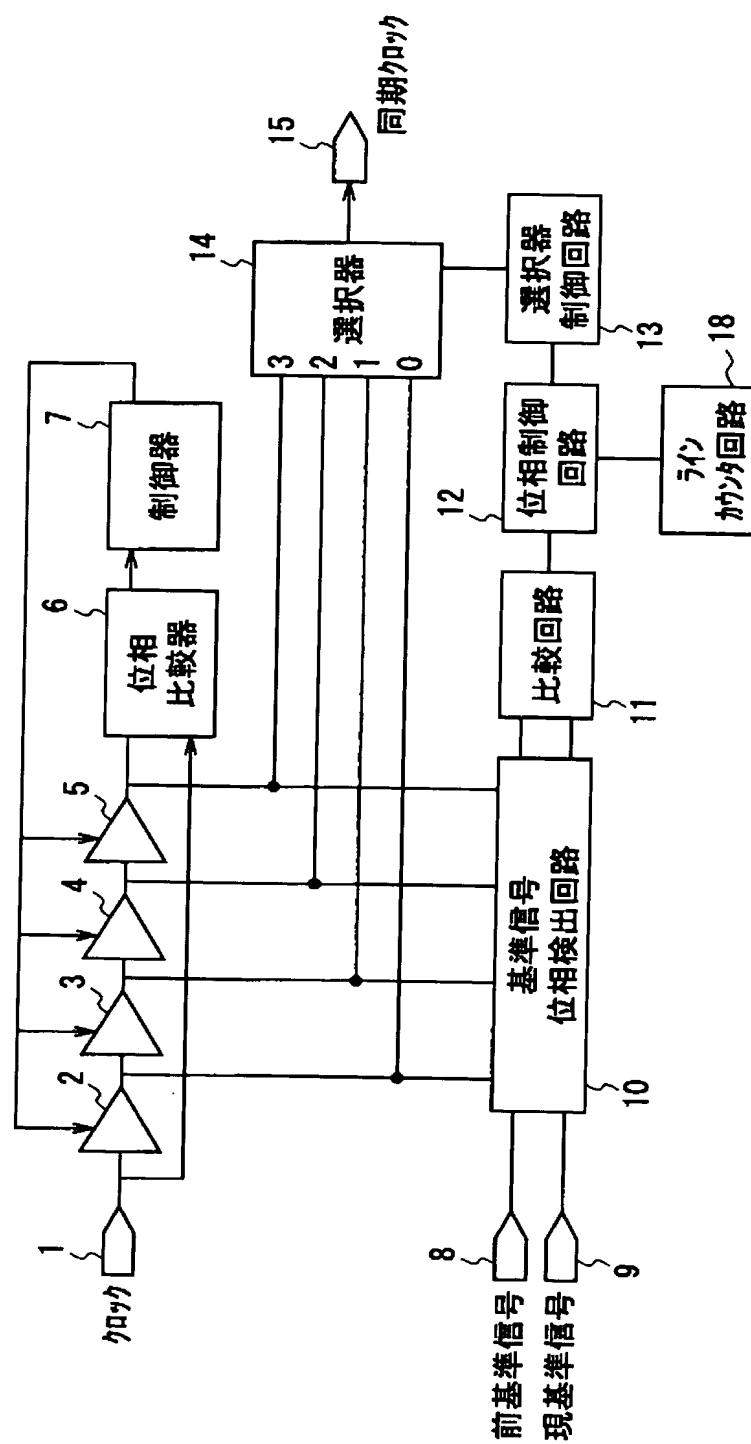 1
クロック
2
3
4
5
6
位相
比較器
7
制御器
14
選択器
3
2
1
0
15
同期クロック
8
前基準信号
9
現基準信号
10
基準信号
位相検出回路
11
比較回路
12
位相制御
回路
13
選択器
制御回路
18
ライン
カウンタ回路